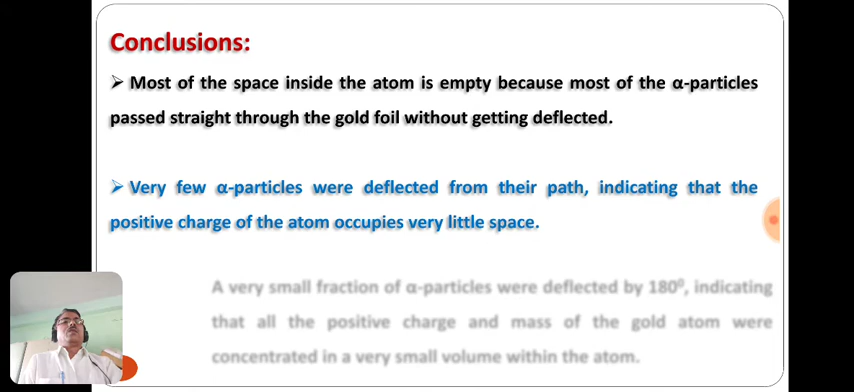 Conclusions:
➢ Most of the space inside the atom is empty because most of the α-particles
passed straight through the gold foil without getting deflected.
➢ Very few α-particles were deflected from their path, indicating that the
positive charge of the atom occupies very little space.
A very small fraction of α-particles were deflected by 180⁰, indicating
that all the positive charge and mass of the gold atom were
concentrated in a very small volume within the atom.